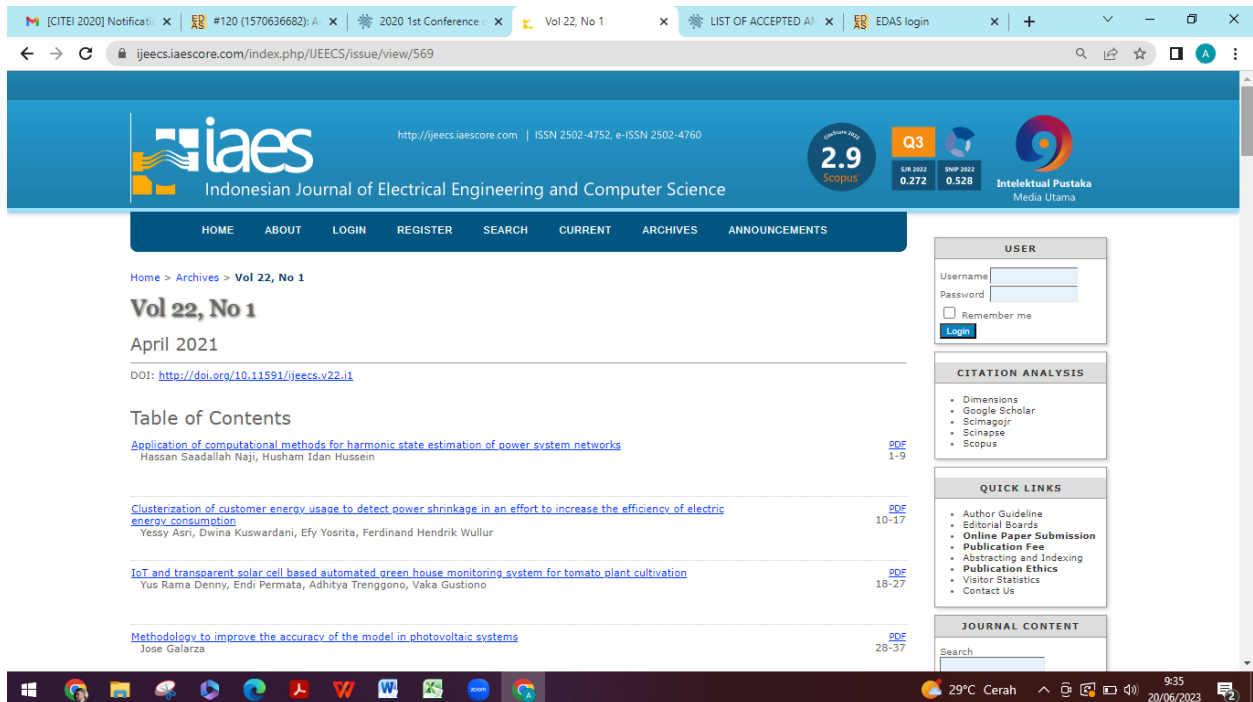 [CITEI 2020] Notificati
#120 (1570636682): A
2020 1st Conference o
Vol 22, No 1
LIST OF ACCEPTED AN
EDAS login
ijeecs.iaescore.com/index.php/IJEECS/issue/view/569
A
iaes
http://ijeecs.iaescore.com | ISSN 2502-4752, e-ISSN 2502-4760
Indonesian Journal of Electrical Engineering and Computer Science
CiteScore 2022
2.9
Scopus
Q3
SJR 2022
0.272
SNIP 2022
0.528
Intelektual Pustaka
Media Utama
HOME ABOUT LOGIN REGISTER SEARCH CURRENT ARCHIVES ANNOUNCEMENTS
Home > Archives > Vol 22, No 1
Vol 22, No 1
April 2021
DOI: http://doi.org/10.11591/ijeecs.v22.i1
Table of Contents
Application of computational methods for harmonic state estimation of power system networks
PDF
Hassan Saadallah Naji, Husham Idan Hussein
1-9
Clusterization of customer energy usage to detect power shrinkage in an effort to increase the efficiency of electric
PDF
energy consumption
10-17
Yessy Asri, Dwina Kuswardani, Efy Yosrita, Ferdinand Hendrik Wullur
IoT and transparent solar cell based automated green house monitoring system for tomato plant cultivation
PDF
Yus Rama Denny, Endi Permata, Adhitya Trenggono, Vaka Gustiono
18-27
Methodology to improve the accuracy of the model in photovoltaic systems
PDF
Jose Galarza
28-37
USER
Username
Password
Remember me
Login
CITATION ANALYSIS
Dimensions
Google Scholar
Scimagojr
Scinapse
Scopus
QUICK LINKS
Author Guideline
Editorial Boards
Online Paper Submission
Publication Fee
Abstracting and Indexing
Publication Ethics
Visitor Statistics
Contact Us
JOURNAL CONTENT
Search
zoom
29°C Cerah
9:35
20/06/2023
2